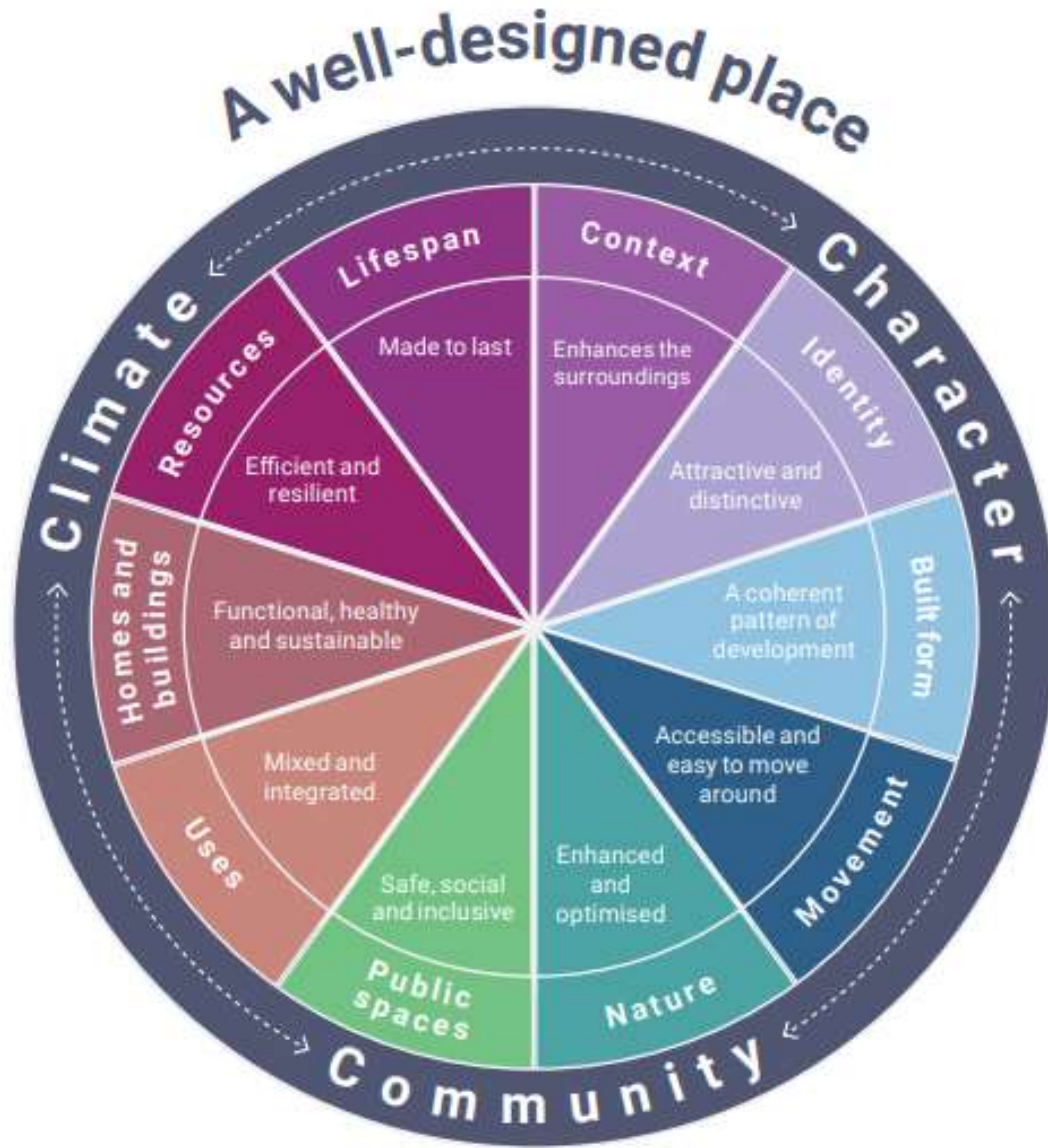 A well-designed place
Climate
Character
Community
Context
Enhances the
surroundings
Identity
Attractive and
distinctive
Built form
A coherent
pattern of
development
Movement
Accessible and
easy to move
around
Nature
Enhanced
and
optimised
Public
spaces
Safe, social
and inclusive
Uses
Mixed and
integrated
Homes and
buildings
Functional, healthy
and sustainable
Resources
Efficient and
resilient
Lifespan
Made to last